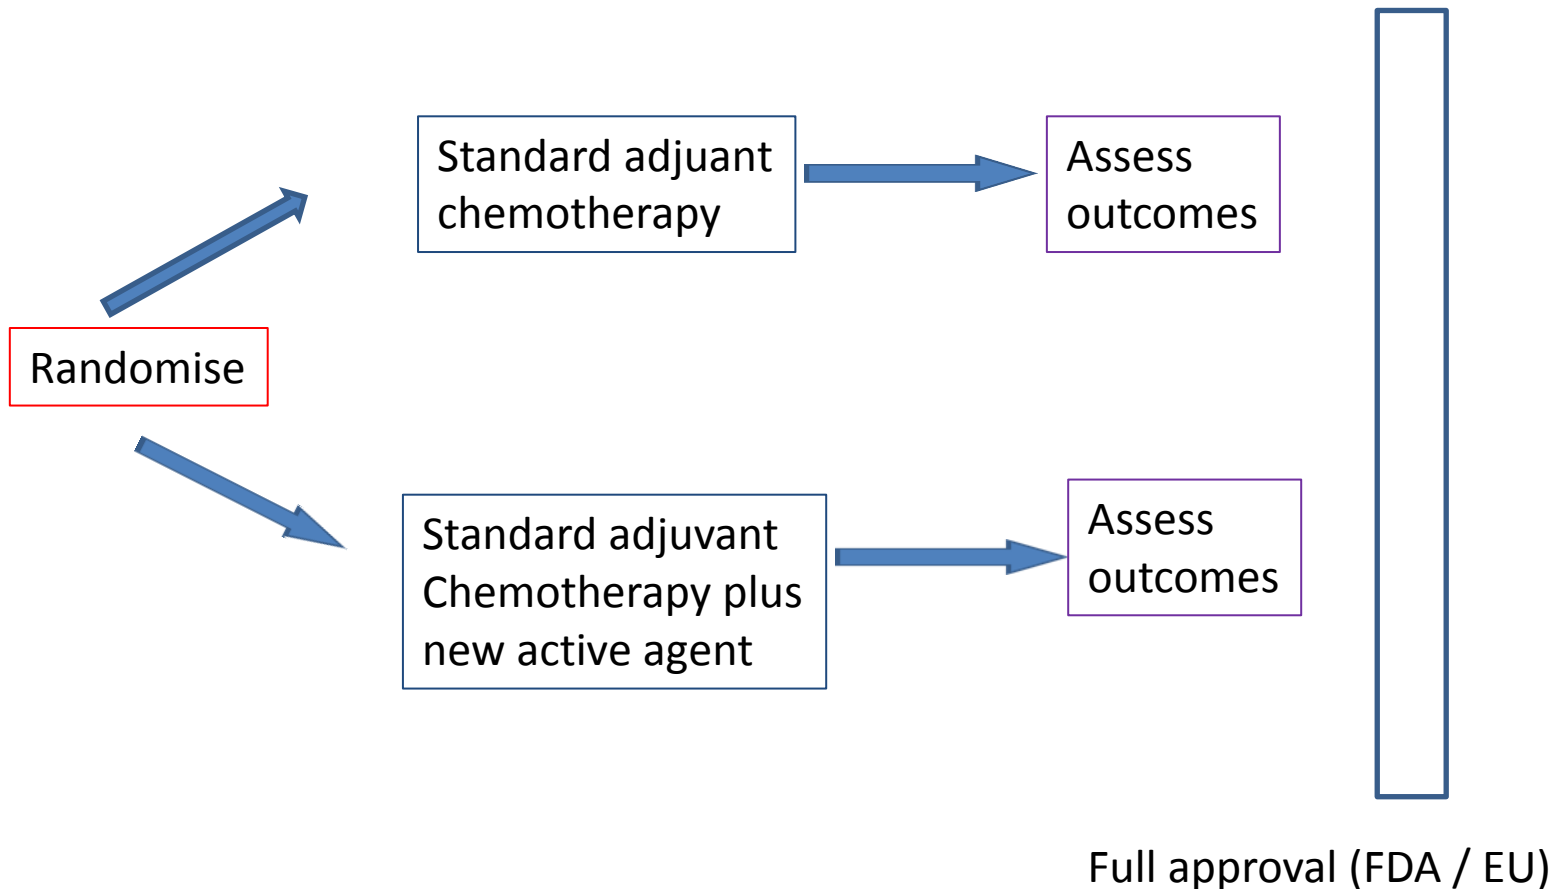 Standard adjuant
chemotherapy
Assess
outcomes
Randomise
Standard adjuvant
Chemotherapy plus
new active agent
Assess
outcomes
Full approval (FDA / EU)